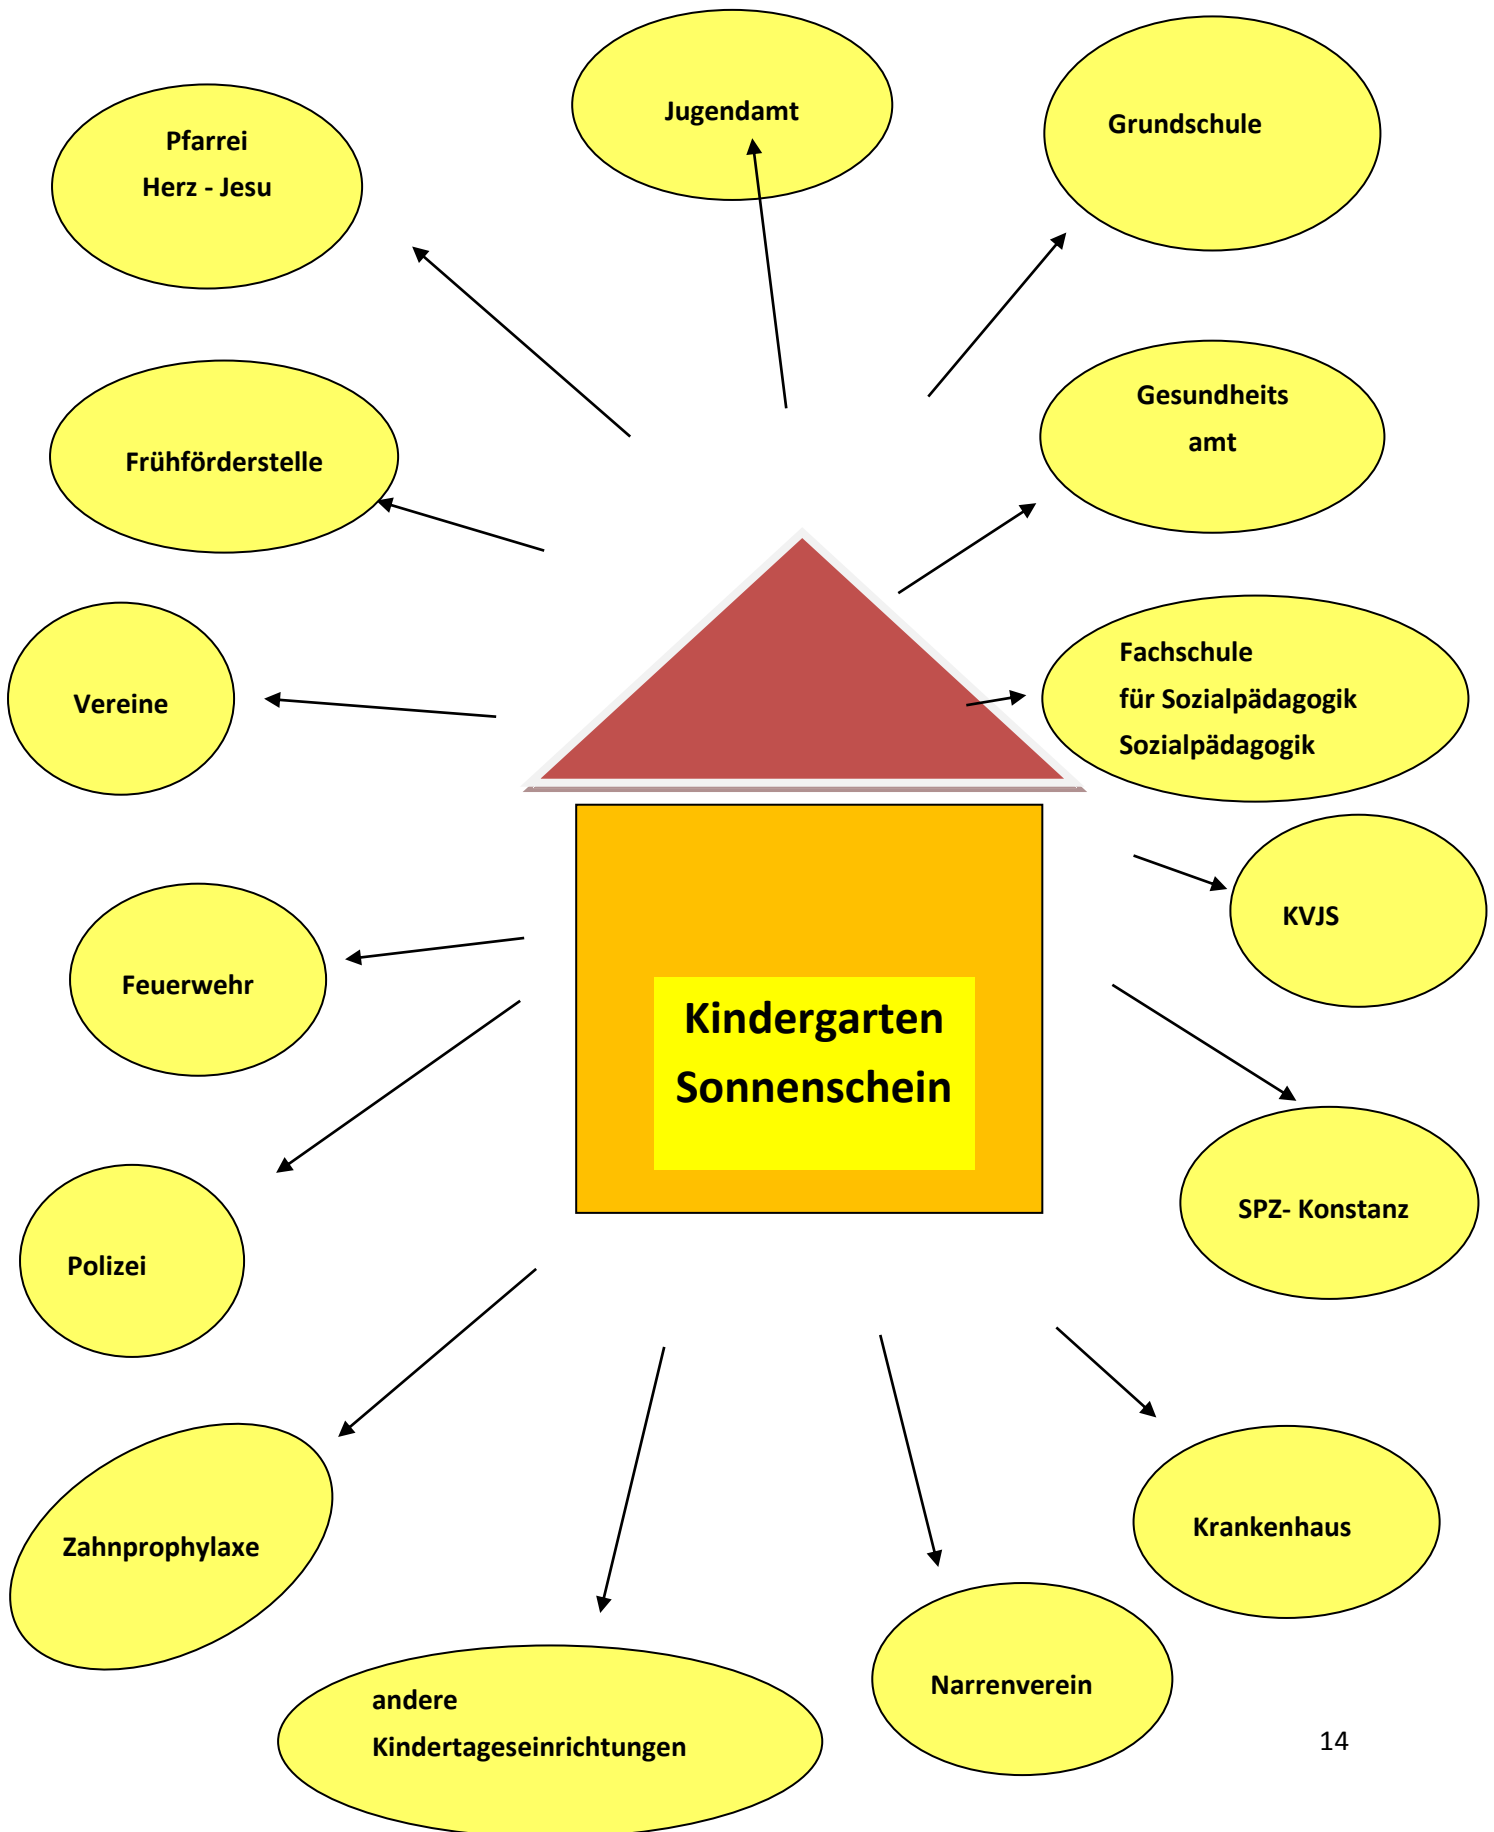 Jugendamt
Grundschule
Pfarrei
Herz - Jesu
Gesundheits
amt
Frühförderstelle
Fachschule
für Sozialpädagogik
Sozialpädagogik
Vereine
KVJS
Feuerwehr
Kindergarten
Sonnenschein
SPZ- Konstanz
Polizei
Krankenhaus
Zahnprophylaxe
Narrenverein
andere
Kindertageseinrichtungen
14